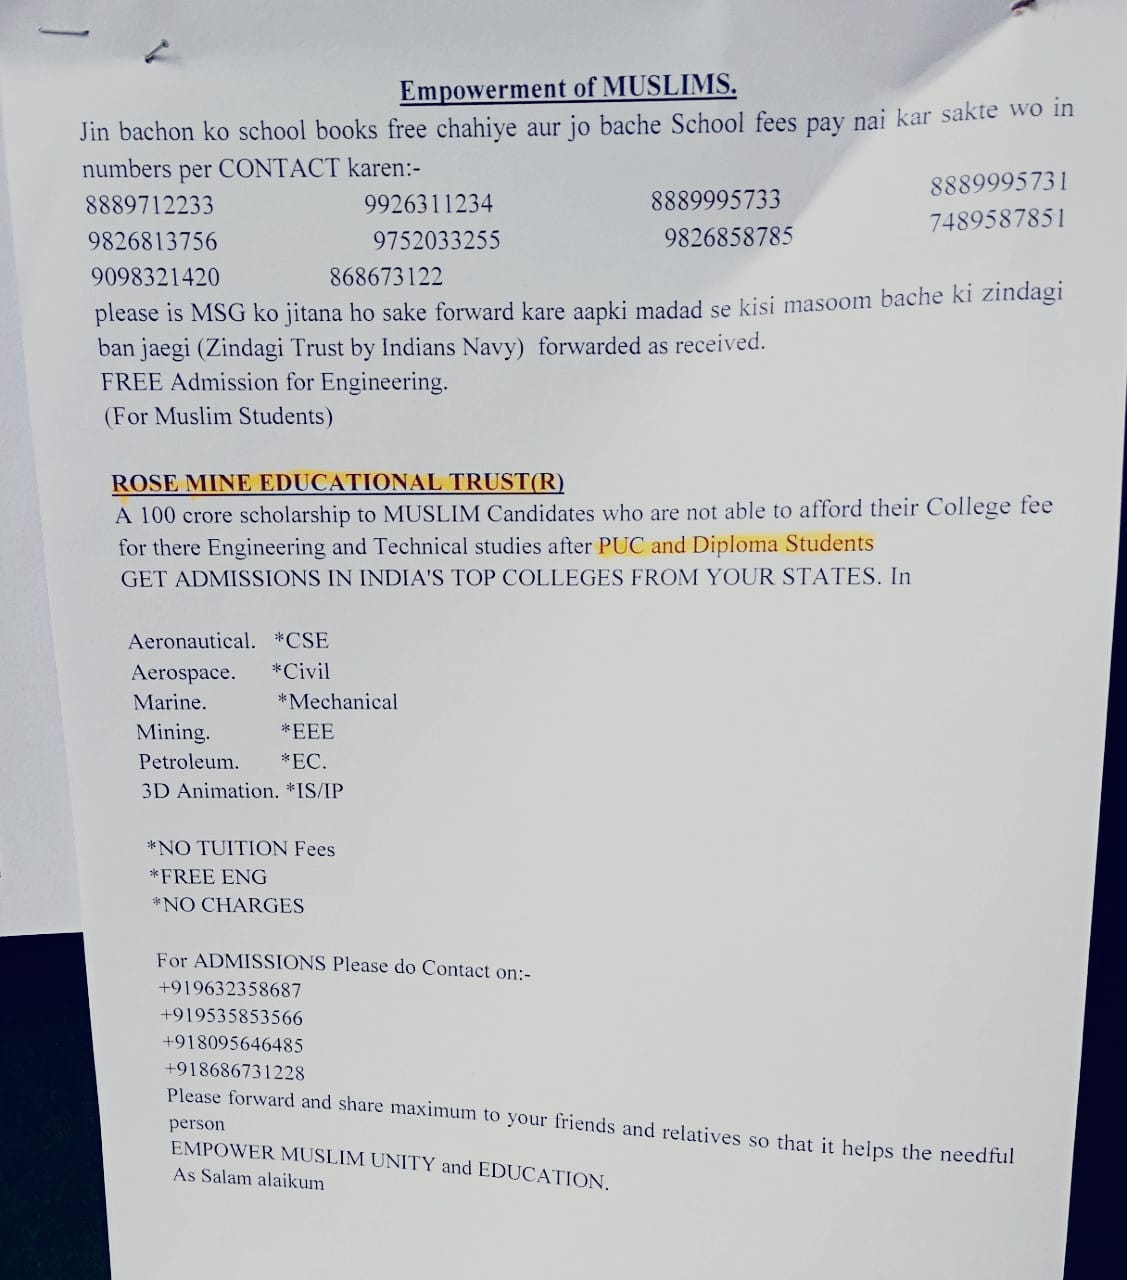 Empowerment of MUSLIMS.
Jin bachon ko school books free chahiye aur jo bache School fees pay nai kar sakte wo in
numbers per CONTACT karen:-
8889712233 9926311234 8889995733 8889995731
9826813756 9752033255 9826858785 7489587851
9098321420 868673122
please is MSG ko jitana ho sake forward kare aapki madad se kisi masoom bache ki zindagi
ban jaegi (Zindagi Trust by Indians Navy) forwarded as received.
FREE Admission for Engineering.
(For Muslim Students)
ROSE MINE EDUCATIONAL TRUST(R)
A 100 crore scholarship to MUSLIM Candidates who are not able to afford their College fee
for there Engineering and Technical studies after PUC and Diploma Students
GET ADMISSIONS IN INDIA'S TOP COLLEGES FROM YOUR STATES. In
Aeronautical. *CSE
Aerospace. *Civil
Marine. *Mechanical
Mining. *EEE
Petroleum. *EC.
3D Animation. *IS/IP
*NO TUITION Fees
*FREE ENG
*NO CHARGES
For ADMISSIONS Please do Contact on:-
+919632358687
+919535853566
+918095646485
+918686731228
Please forward and share maximum to your friends and relatives so that it helps the needful
person
EMPOWER MUSLIM UNITY and EDUCATION.
As Salam alaikum